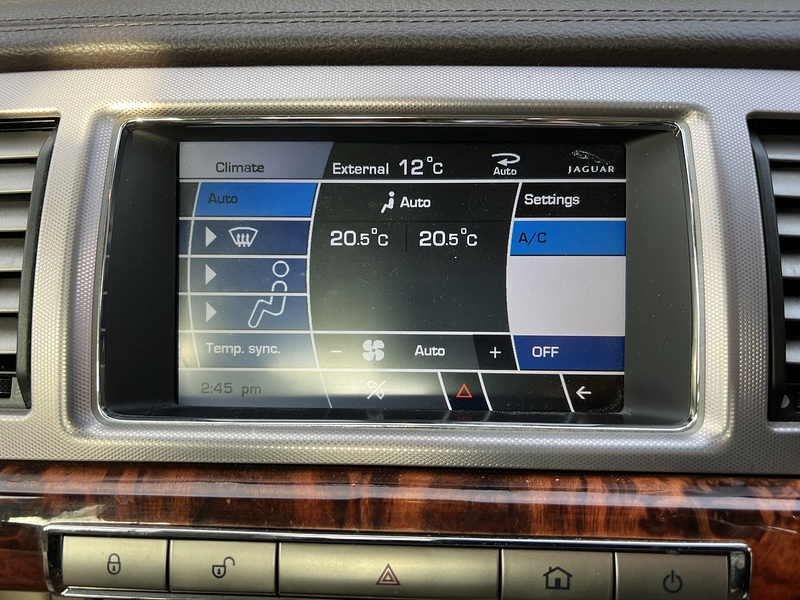 Climate
External 12°C
Auto
JAGUAR
Auto
Auto
Settings
20.5°C 20.5°C
A/C
Temp. sync.
− Auto +
OFF
2:45 pm